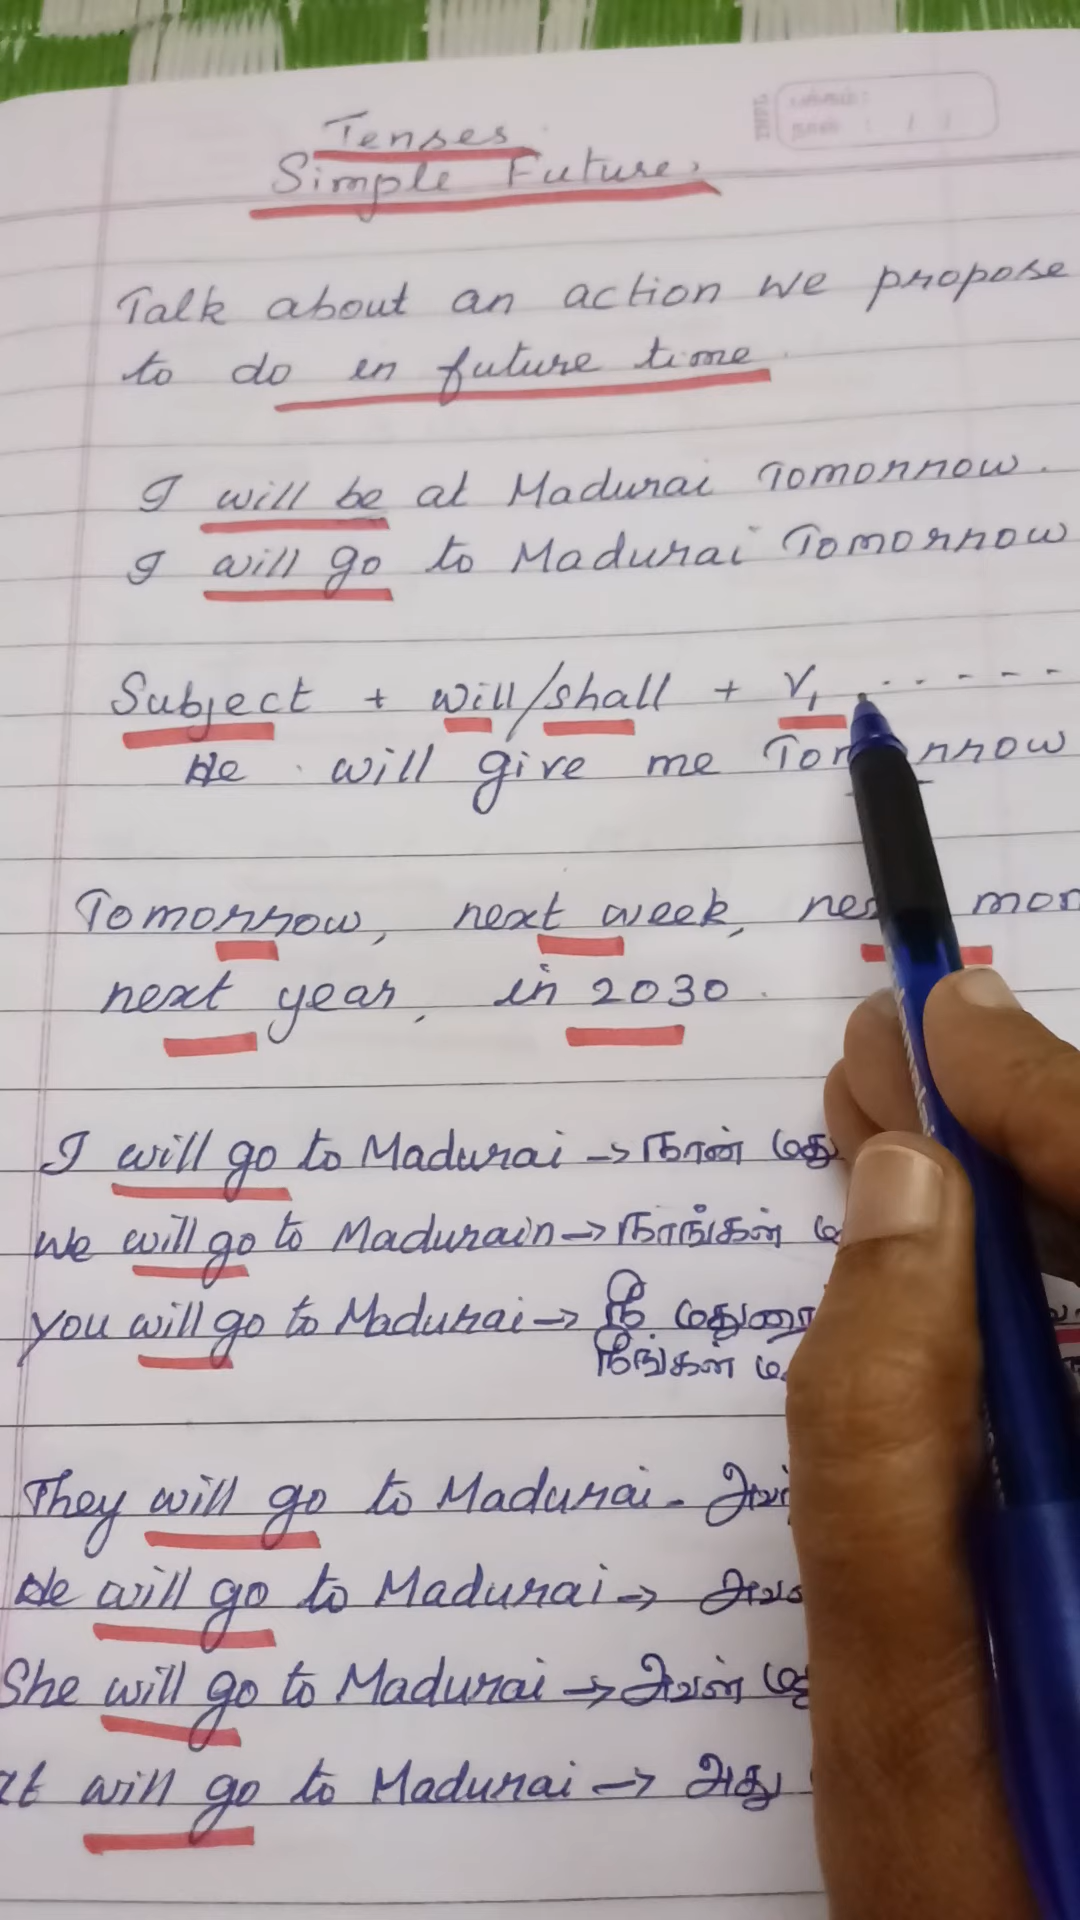 Tenses
Simple Future.
Talk about an action we propose
to do in future time.
I will be at Madurai Tomorrow.
I will go to Madurai Tomorrow
Subject + will/shall + V1 . . - - - -
He will give me
Tomorrow, next week,
next year, in 2030.
I will go to Madurai → நான்
We will go to Madurain → நாங்கள்
you will go to Madurai → நீ
நீங்கள்
They will go to Madurai -
He will go to Madurai →
She will go to Madurai → அவள்
It will go to Madurai → அது